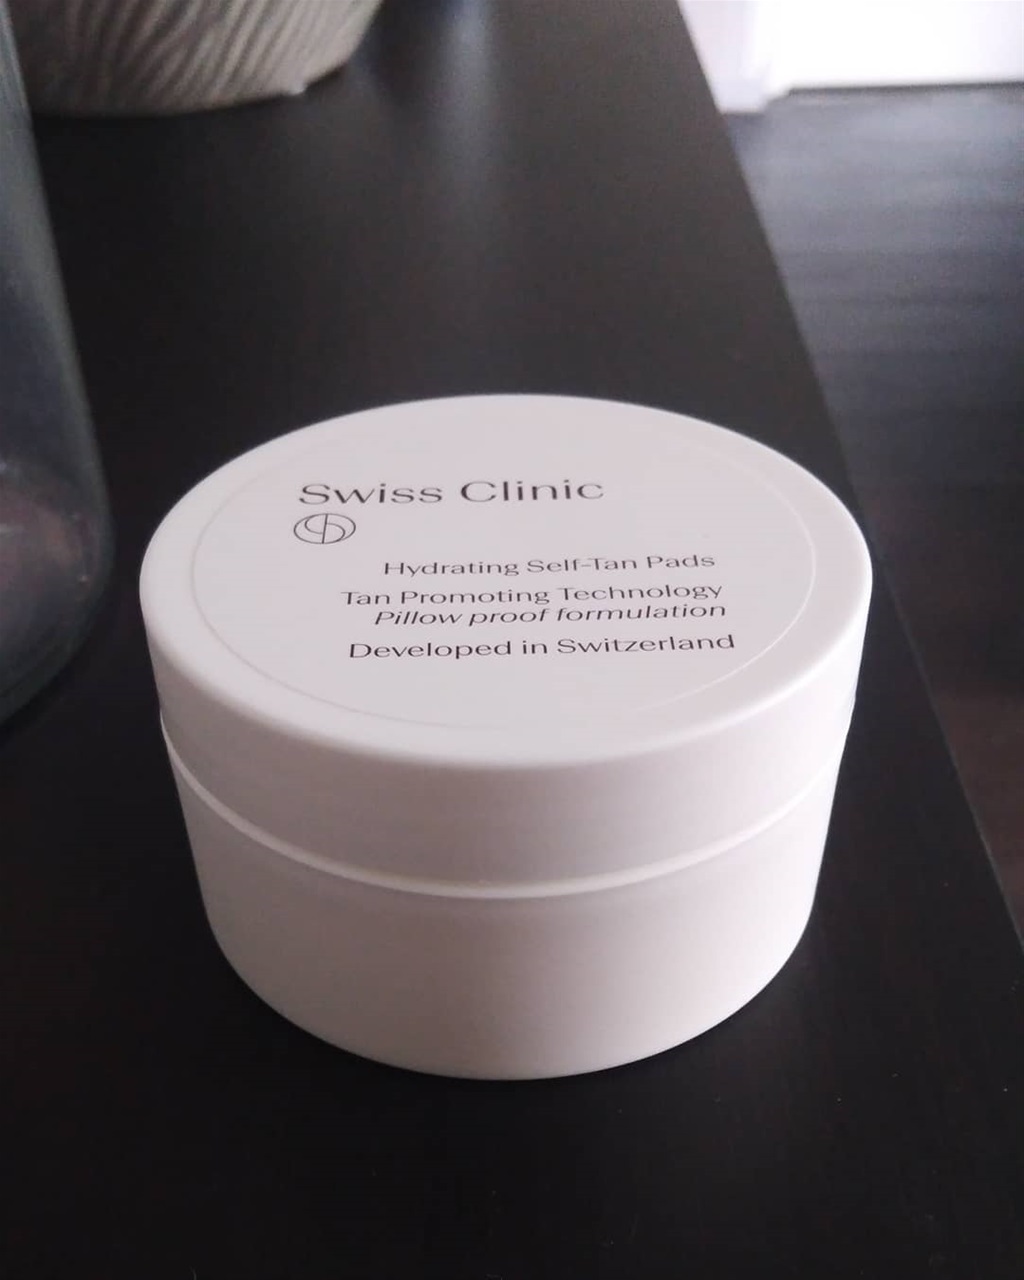 Swiss Clinic
Hydrating Self-Tan Pads
Tan Promoting Technology
Pillow proof formulation
Developed in Switzerland